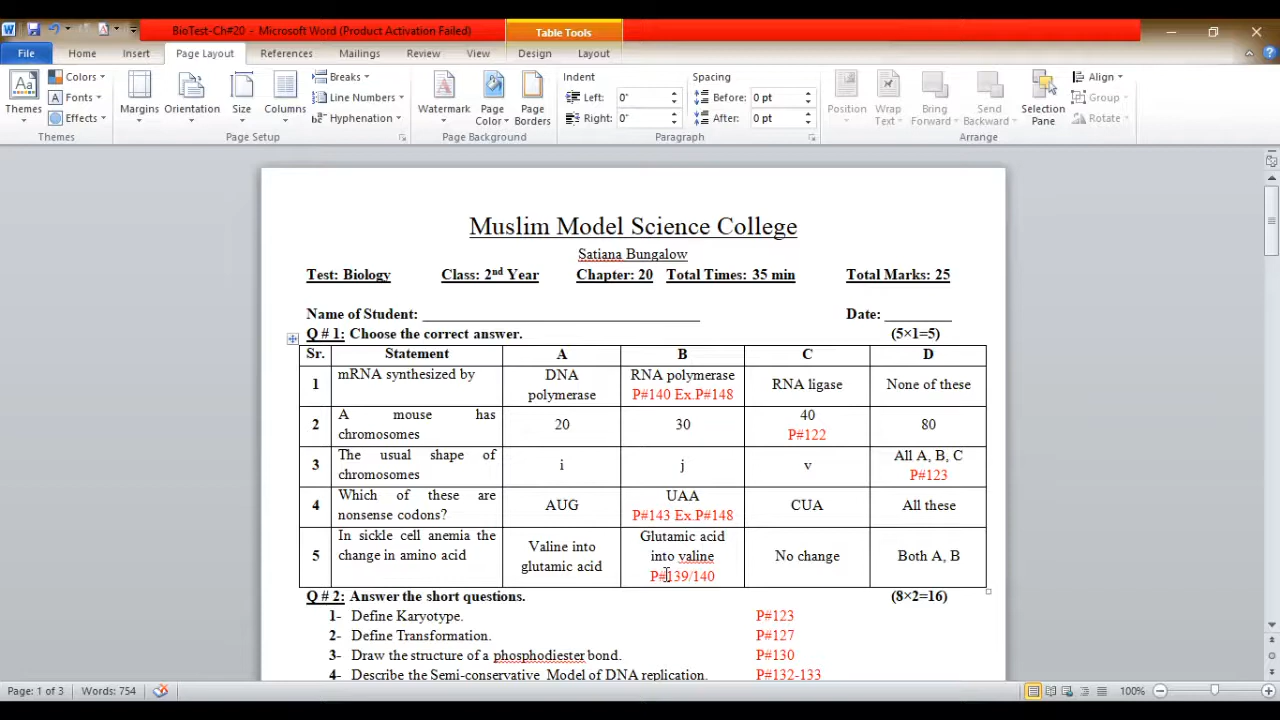 BioTest-Ch#20 - Microsoft Word (Product Activation Failed)
Table Tools
File Home Insert Page Layout References Mailings Review View Design Layout
Themes
Colors
Fonts
Effects
Themes
Margins Orientation Size Columns
Breaks
Line Numbers
Hyphenation
Page Setup
Watermark Page Color Page Borders
Page Background
Indent
Left: 0"
Right: 0"
Spacing
Before: 0 pt
After: 0 pt
Paragraph
Position Wrap Text Bring Forward Send Backward Selection Pane
Align
Group
Rotate
Arrange
Muslim Model Science College
Satiana Bungalow
Test: Biology Class: 2nd Year Chapter: 20 Total Times: 35 min Total Marks: 25
Name of Student: ____________________ Date: ________
Q # 1: Choose the correct answer. (5×1=5)
Sr. Statement A B C D
1 mRNA synthesized by DNA polymerase RNA polymerase P#140 Ex.P#148 RNA ligase None of these
2 A mouse has chromosomes 20 30 40 P#122 80
3 The usual shape of chromosomes i j v All A, B, C P#123
4 Which of these are nonsense codons? AUG UAA P#143 Ex.P#148 CUA All these
5 In sickle cell anemia the change in amino acid Valine into glutamic acid Glutamic acid into valine P#139/140 No change Both A, B
Q # 2: Answer the short questions. (8×2=16)
1- Define Karyotype. P#123
2- Define Transformation. P#127
3- Draw the structure of a phosphodiester bond. P#130
4- Describe the Semi-conservative Model of DNA replication. P#132-133
Page: 1 of 3 Words: 754 100%